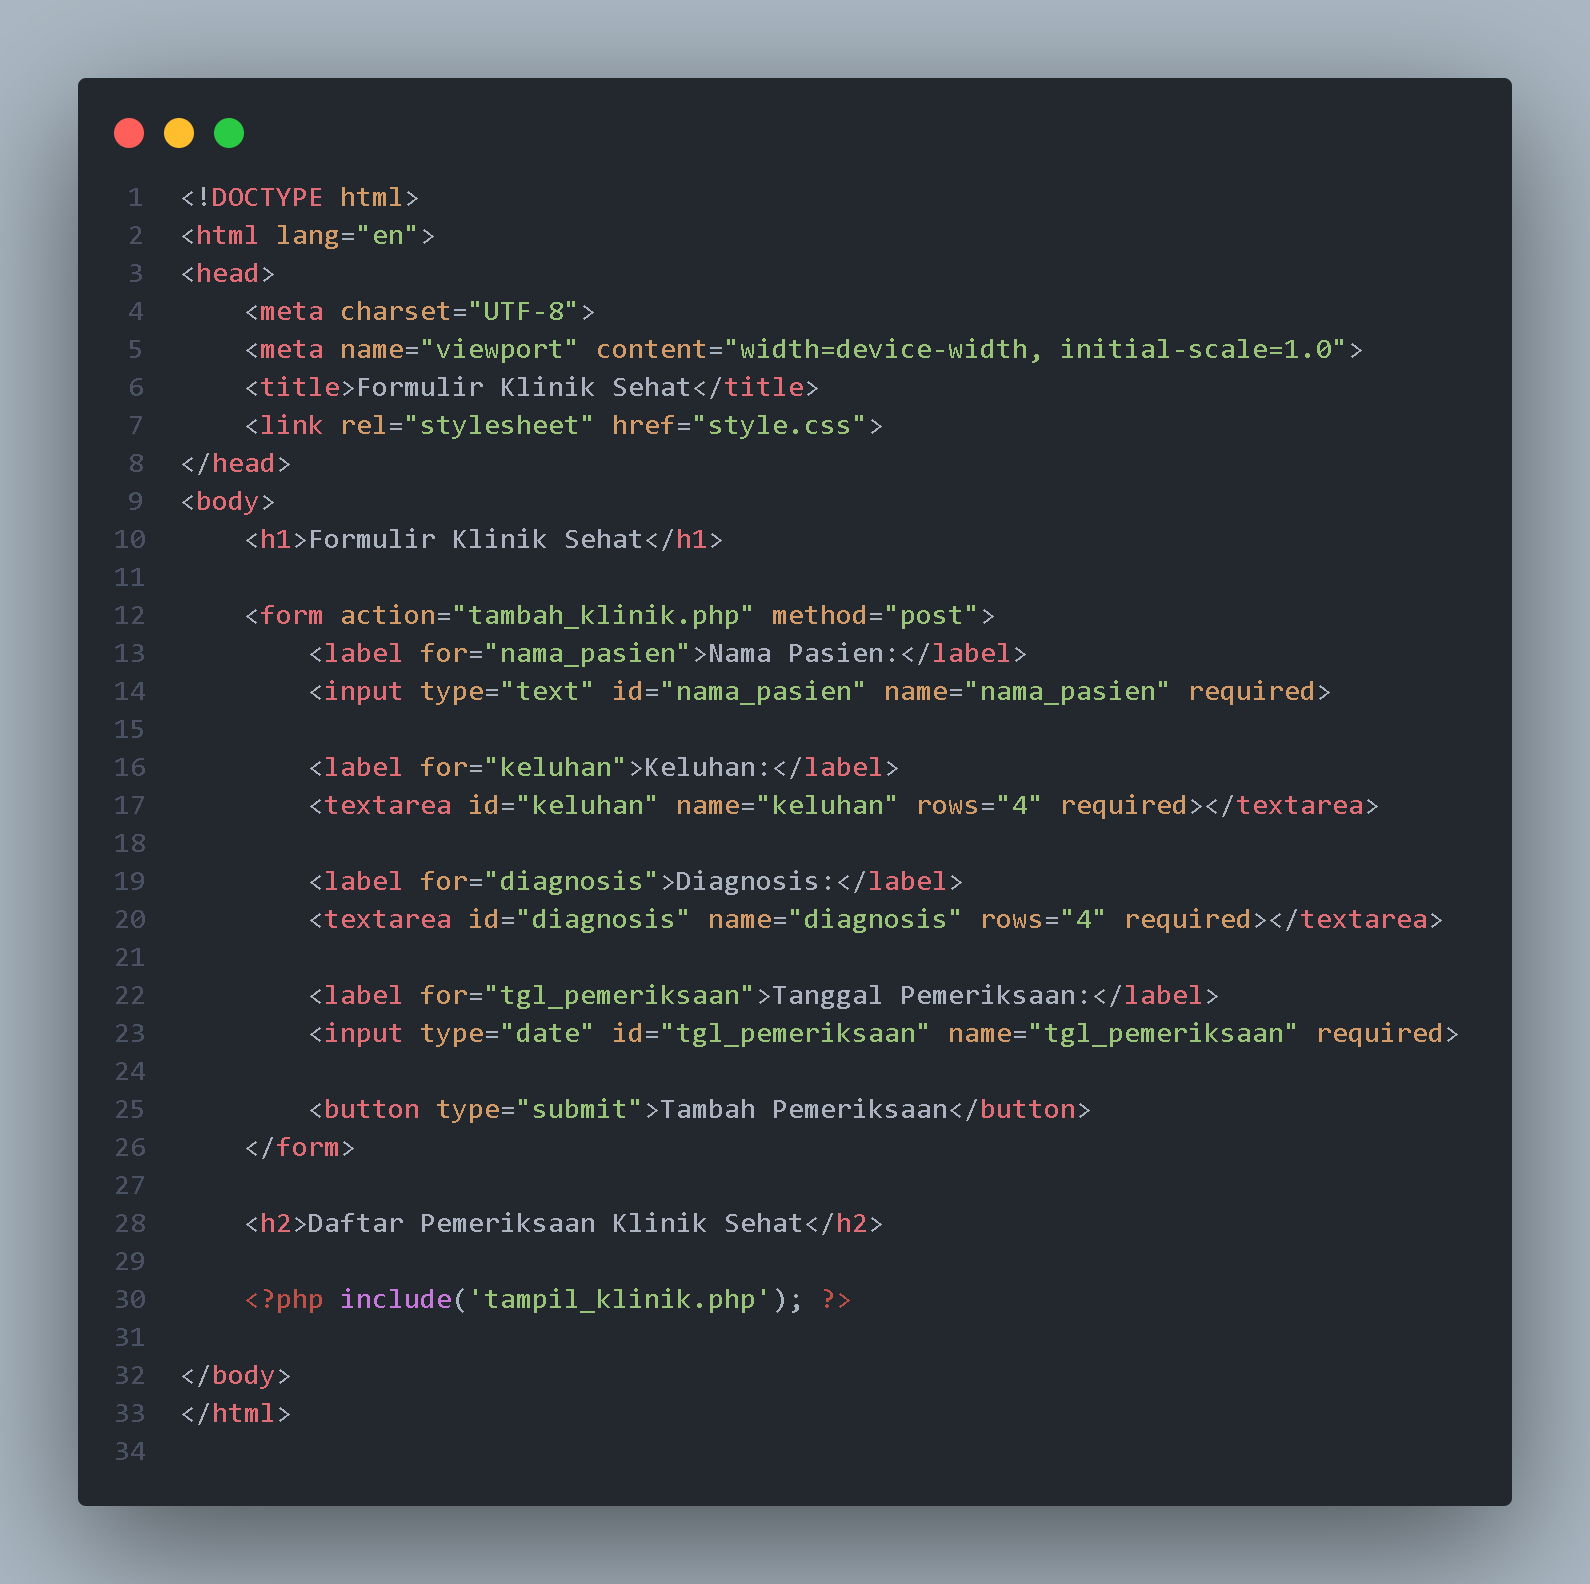 1 <!DOCTYPE html>
2 <html lang="en">
3 <head>
4     <meta charset="UTF-8">
5     <meta name="viewport" content="width=device-width, initial-scale=1.0">
6     <title>Formulir Klinik Sehat</title>
7     <link rel="stylesheet" href="style.css">
8 </head>
9 <body>
10     <h1>Formulir Klinik Sehat</h1>
11
12     <form action="tambah_klinik.php" method="post">
13         <label for="nama_pasien">Nama Pasien:</label>
14         <input type="text" id="nama_pasien" name="nama_pasien" required>
15
16         <label for="keluhan">Keluhan:</label>
17         <textarea id="keluhan" name="keluhan" rows="4" required></textarea>
18
19         <label for="diagnosis">Diagnosis:</label>
20         <textarea id="diagnosis" name="diagnosis" rows="4" required></textarea>
21
22         <label for="tgl_pemeriksaan">Tanggal Pemeriksaan:</label>
23         <input type="date" id="tgl_pemeriksaan" name="tgl_pemeriksaan" required>
24
25         <button type="submit">Tambah Pemeriksaan</button>
26     </form>
27
28     <h2>Daftar Pemeriksaan Klinik Sehat</h2>
29
30     <?php include('tampil_klinik.php'); ?>
31
32 </body>
33 </html>
34